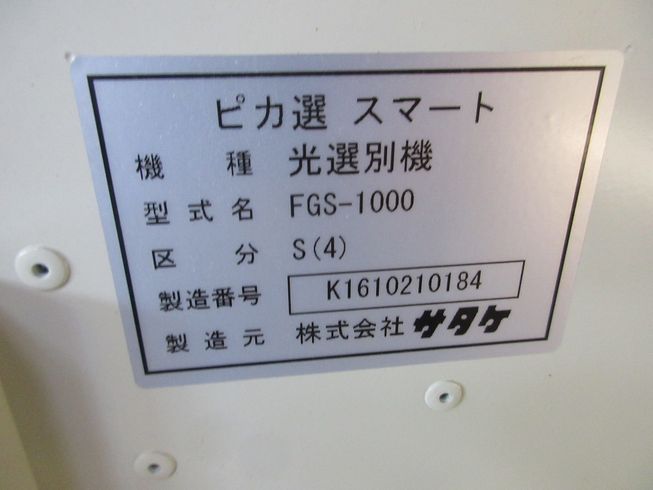 ピカ選 スマート
機種 光選別機
型式名 FGS-1000
区分 S(4)
製造番号 K1610210184
製造元 株式会社 サタケ